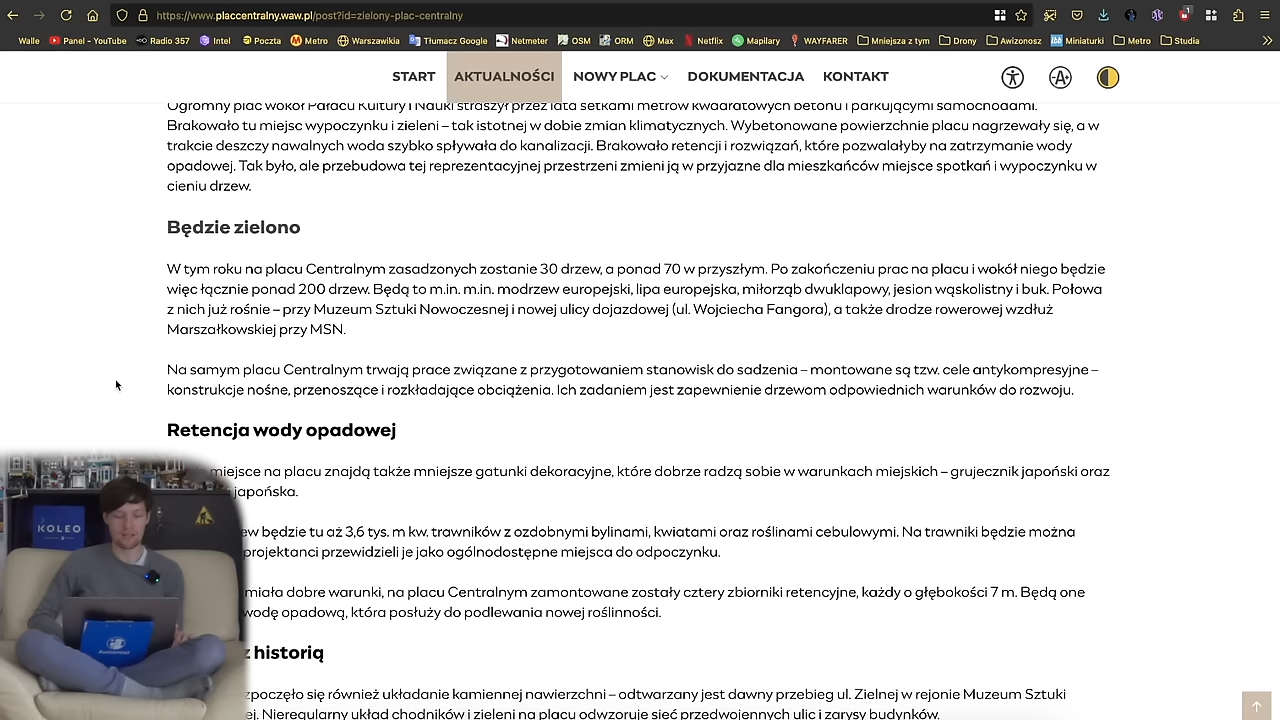 https://www.placcentralny.waw.pl/post?id=zielony-plac-centralny
1
Walle Panel - YouTube Radio 357 Intel Poczta Metro Warszawikia Tłumacz Google Netmeter OSM ORM Max Netflix Mapilary WAYFARER Mniejsza z tym Drony Awizonosz Miniaturki Metro Studia
START AKTUALNOŚCI NOWY PLAC DOKUMENTACJA KONTAKT
A
Ogromny plac wokół Pałacu Kultury i Nauki straszył przez lata setkami metrów kwadratowych betonu i parkującymi samochodami.
Brakowało tu miejsc wypoczynku i zieleni – tak istotnej w dobie zmian klimatycznych. Wybetonowane powierzchnie placu nagrzewały się, a w
trakcie deszczy nawalnych woda szybko spływała do kanalizacji. Brakowało retencji i rozwiązań, które pozwalałyby na zatrzymanie wody
opadowej. Tak było, ale przebudowa tej reprezentacyjnej przestrzeni zmieni ją w przyjazne dla mieszkańców miejsce spotkań i wypoczynku w
cieniu drzew.
Będzie zielono
W tym roku na placu Centralnym zasadzonych zostanie 30 drzew, a ponad 70 w przyszłym. Po zakończeniu prac na placu i wokół niego będzie
więc łącznie ponad 200 drzew. Będą to m.in. m.in. modrzew europejski, lipa europejska, miłorząb dwuklapowy, jesion wąskolistny i buk. Połowa
z nich już rośnie – przy Muzeum Sztuki Nowoczesnej i nowej ulicy dojazdowej (ul. Wojciecha Fangora), a także drodze rowerowej wzdłuż
Marszałkowskiej przy MSN.
Na samym placu Centralnym trwają prace związane z przygotowaniem stanowisk do sadzenia – montowane są tzw. cele antykompresyjne –
konstrukcje nośne, przenoszące i rozkładające obciążenia. Ich zadaniem jest zapewnienie drzewom odpowiednich warunków do rozwoju.
Retencja wody opadowej
miejsce na placu znajdą także mniejsze gatunki dekoracyjne, które dobrze radzą sobie w warunkach miejskich – grujecznik japoński oraz
japońska.
ew będzie tu aż 3,6 tys. m kw. trawników z ozdobnymi bylinami, kwiatami oraz roślinami cebulowymi. Na trawniki będzie można
projektanci przewidzieli je jako ogólnodostępne miejsca do odpoczynku.
miała dobre warunki, na placu Centralnym zamontowane zostały cztery zbiorniki retencyjne, każdy o głębokości 7 m. Będą one
wodę opadową, która posłuży do podlewania nowej roślinności.
z historią
zpoczęło się również układanie kamiennej nawierzchni – odtwarzany jest dawny przebieg ul. Zielnej w rejonie Muzeum Sztuki
ej. Nieregularny układ chodników i zieleni na placu odwzoruje sieć przedwojennych ulic i zarysy budynków.
KOLEO
Awizonosz